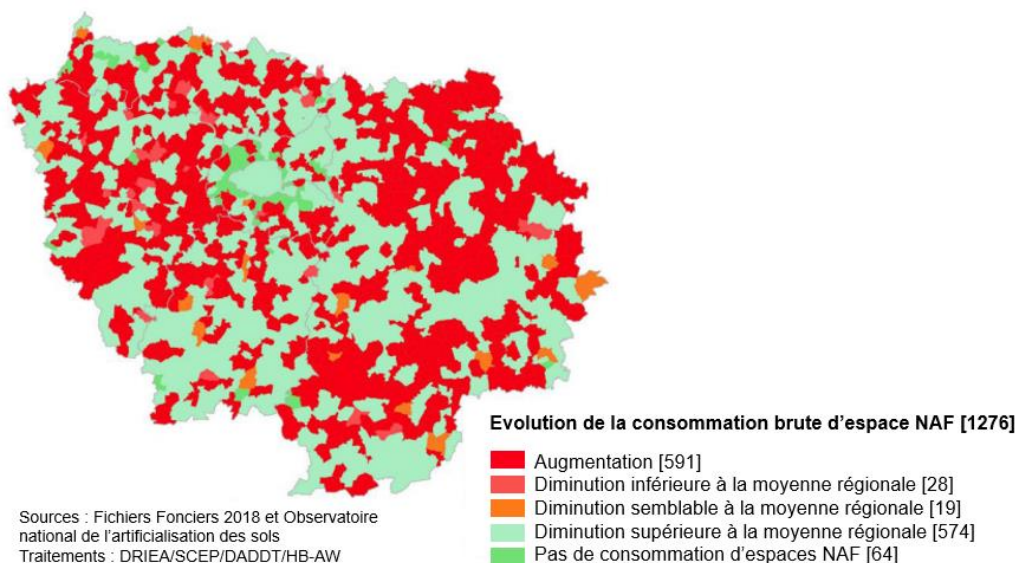 Evolution de la consommation brute d’espace NAF [1276]
Augmentation [591]
Diminution inférieure à la moyenne régionale [28]
Diminution semblable à la moyenne régionale [19]
Diminution supérieure à la moyenne régionale [574]
Pas de consommation d’espaces NAF [64]
Sources : Fichiers Fonciers 2018 et Observatoire
national de l’artificialisation des sols
Traitements : DRIEA/SCEP/DADDT/HB-AW